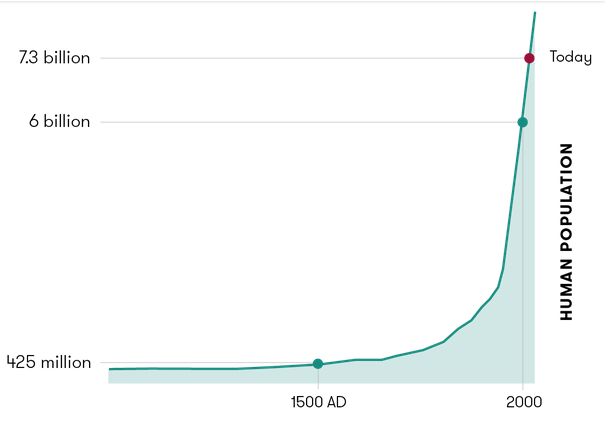 7.3 billion
Today
6 billion
HUMAN POPULATION
425 million
1500 AD
2000